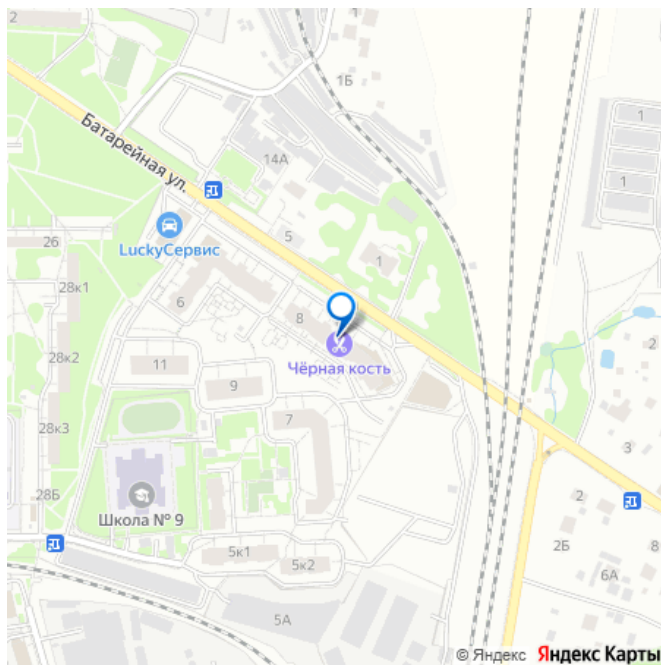 2
1Б
1
Батарейная ул.
14А
1
5
1
26
LuckyСервис
28к1
6
8
2
28к2
Чёрная кость
11
9
7
28к3
3
28Б
Школа № 9
2
5к1
2Б
8
5к2
6А
5А
© Яндекс Яндекс Карты